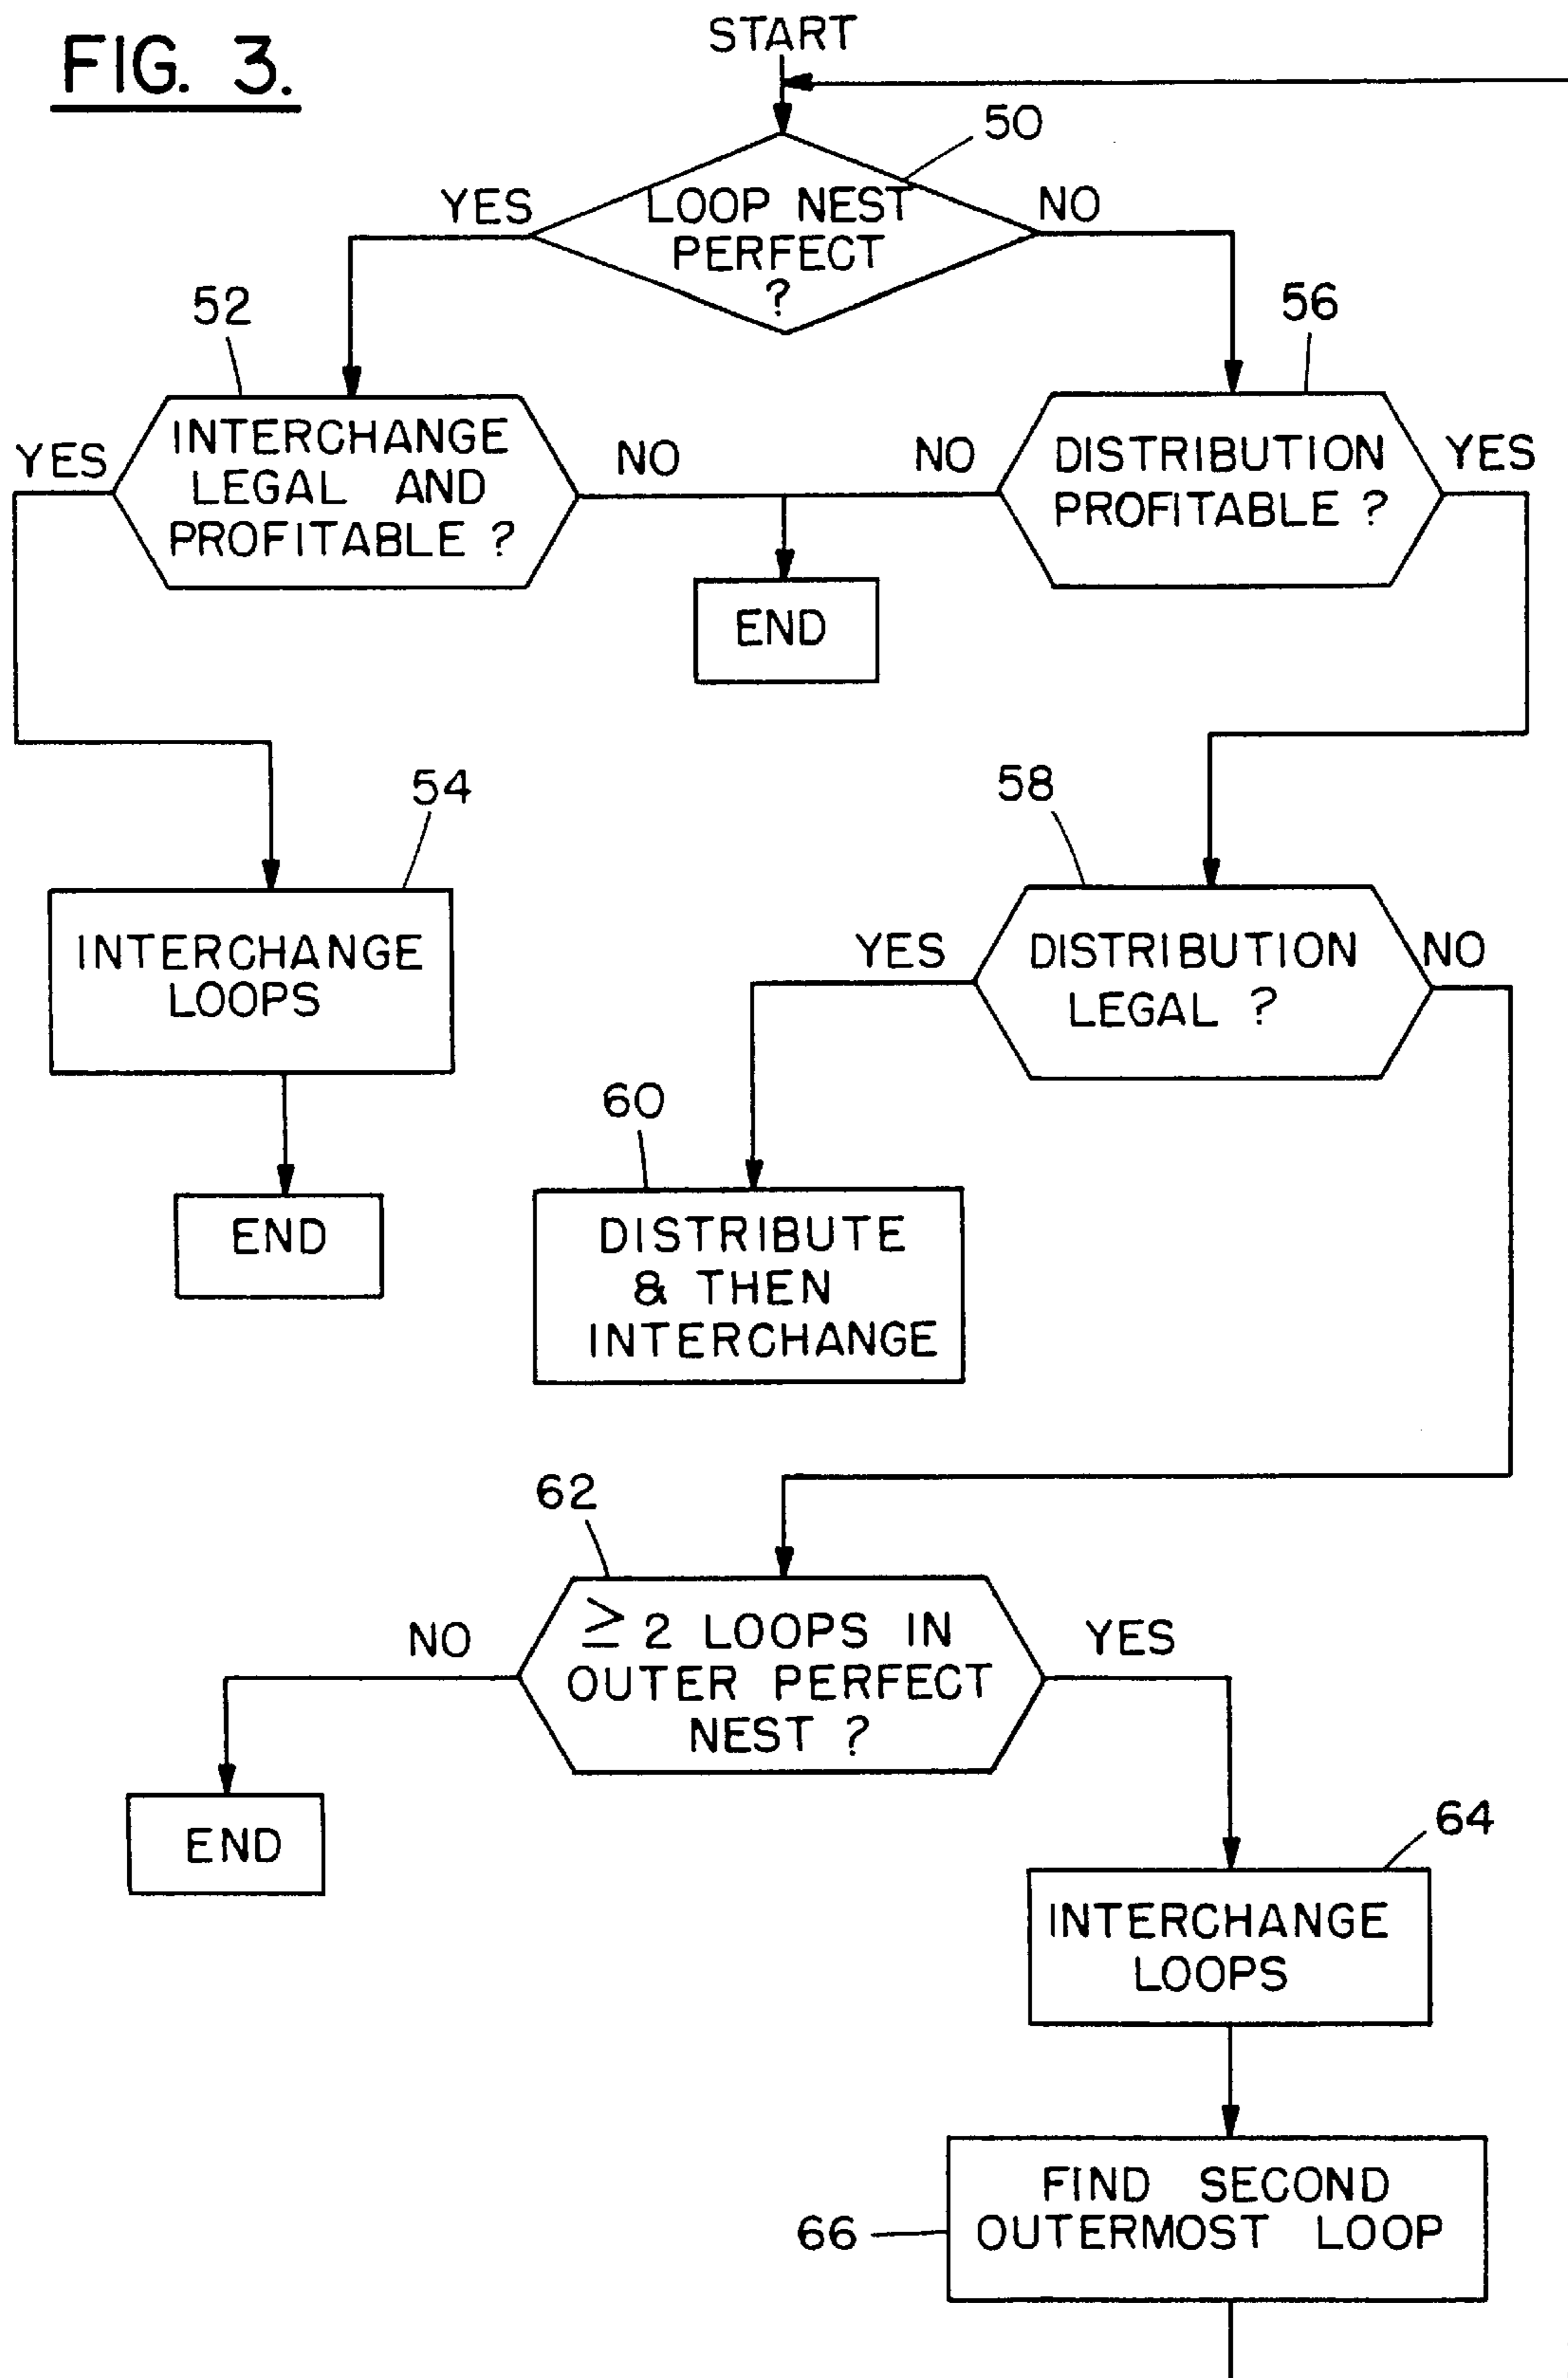 FIG. 3.
START
50
YES
LOOP NEST
PERFECT
?
NO
52
56
YES
INTERCHANGE
LEGAL AND
PROFITABLE ?
NO
NO
DISTRIBUTION
PROFITABLE ?
YES
END
54
58
INTERCHANGE
LOOPS
YES
DISTRIBUTION
LEGAL ?
NO
60
END
DISTRIBUTE
& THEN
INTERCHANGE
62
NO
≥ 2 LOOPS IN
OUTER PERFECT
NEST ?
YES
END
64
INTERCHANGE
LOOPS
66
FIND SECOND
OUTERMOST LOOP